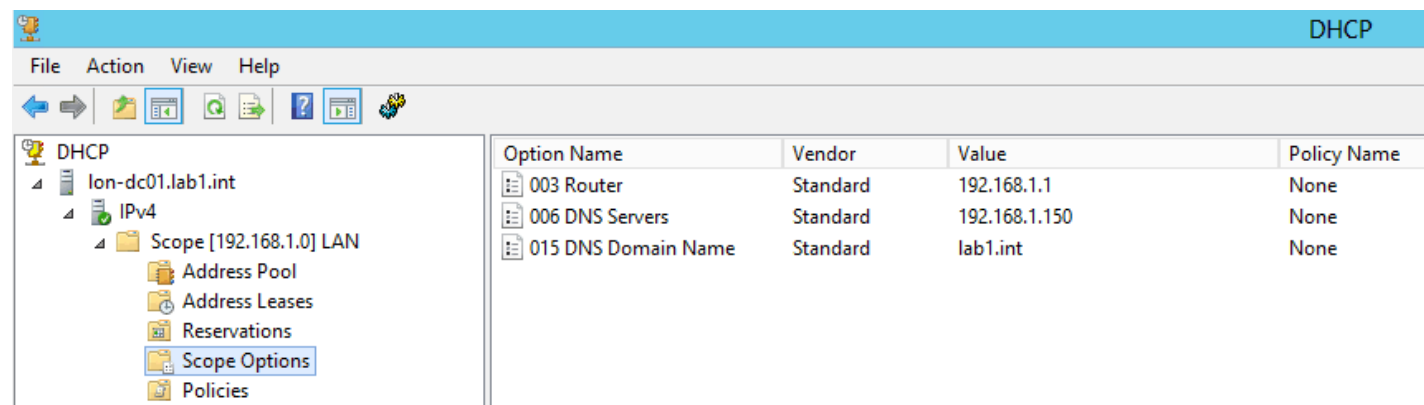 DHCP
File Action View Help
DHCP
lon-dc01.lab1.int
IPv4
Scope [192.168.1.0] LAN
Address Pool
Address Leases
Reservations
Scope Options
Policies
Option Name Vendor Value Policy Name
003 Router Standard 192.168.1.1 None
006 DNS Servers Standard 192.168.1.150 None
015 DNS Domain Name Standard lab1.int None